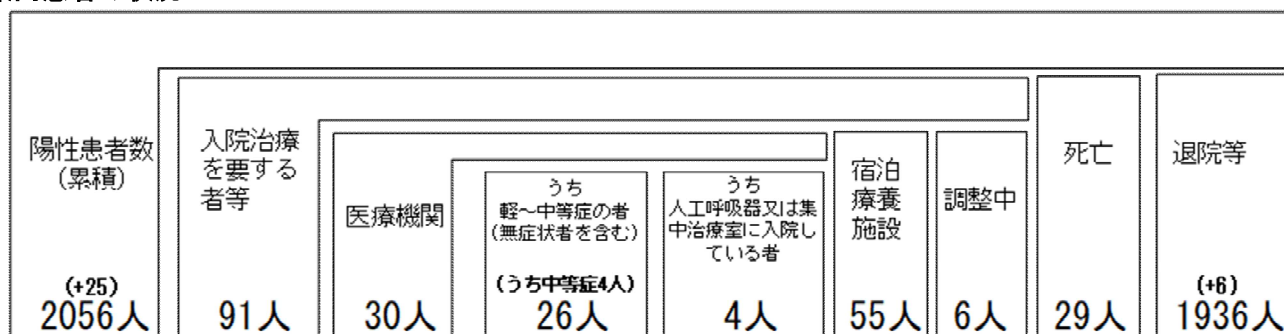 陽性患者数
(累積)
(+25)
2056人
入院治療
を要する
者等
91人
医療機関
30人
うち
軽～中等症の者
(無症状者を含む)
(うち中等症4人)
26人
うち
人工呼吸器又は集
中治療室に入院し
ている者
4人
宿泊
療養
施設
55人
調整中
6人
死亡
29人
退院等
(+6)
1936人